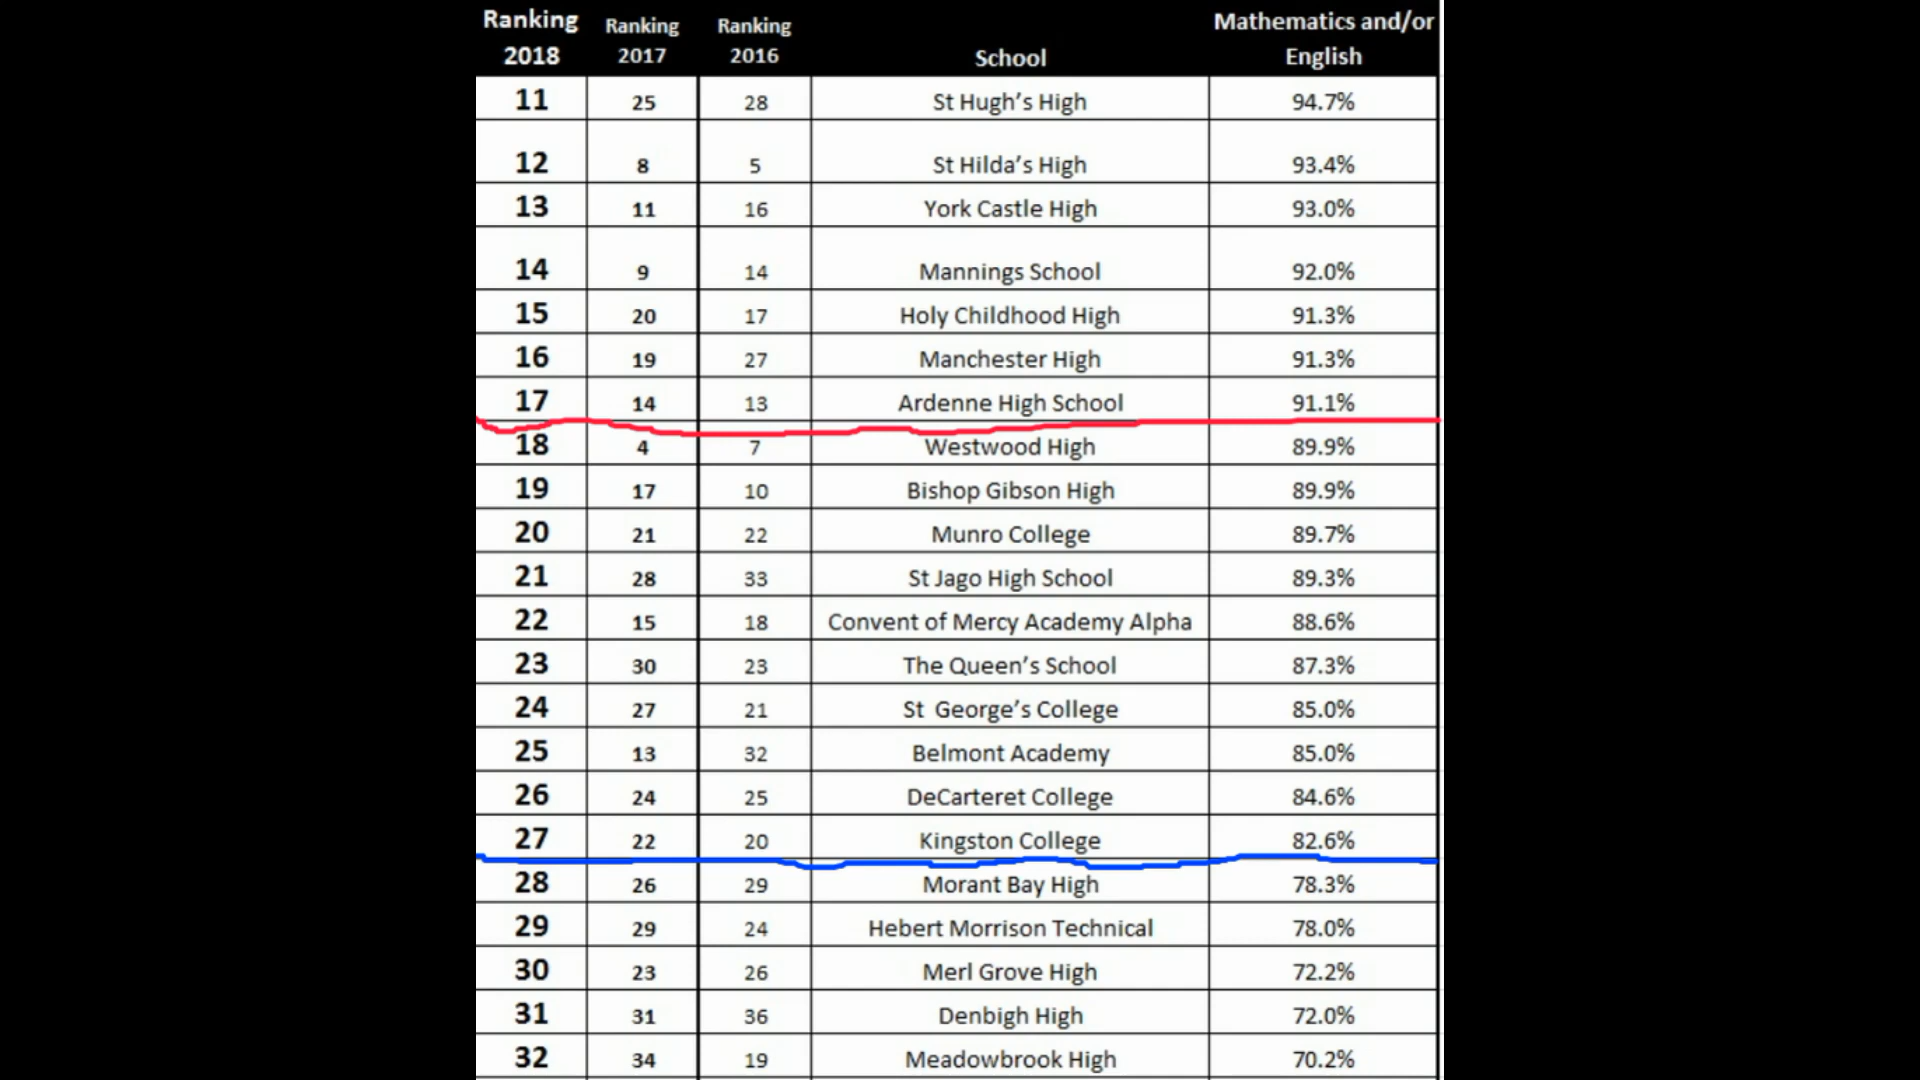 Ranking 2018 Ranking 2017 Ranking 2016 School Mathematics and/or English
11 25 28 St Hugh’s High 94.7%
12 8 5 St Hilda’s High 93.4%
13 11 16 York Castle High 93.0%
14 9 14 Mannings School 92.0%
15 20 17 Holy Childhood High 91.3%
16 19 27 Manchester High 91.3%
17 14 13 Ardenne High School 91.1%
18 4 7 Westwood High 89.9%
19 17 10 Bishop Gibson High 89.9%
20 21 22 Munro College 89.7%
21 28 33 St Jago High School 89.3%
22 15 18 Convent of Mercy Academy Alpha 88.6%
23 30 23 The Queen’s School 87.3%
24 27 21 St George’s College 85.0%
25 13 32 Belmont Academy 85.0%
26 24 25 DeCarteret College 84.6%
27 22 20 Kingston College 82.6%
28 26 29 Morant Bay High 78.3%
29 29 24 Hebert Morrison Technical 78.0%
30 23 26 Merl Grove High 72.2%
31 31 36 Denbigh High 72.0%
32 34 19 Meadowbrook High 70.2%